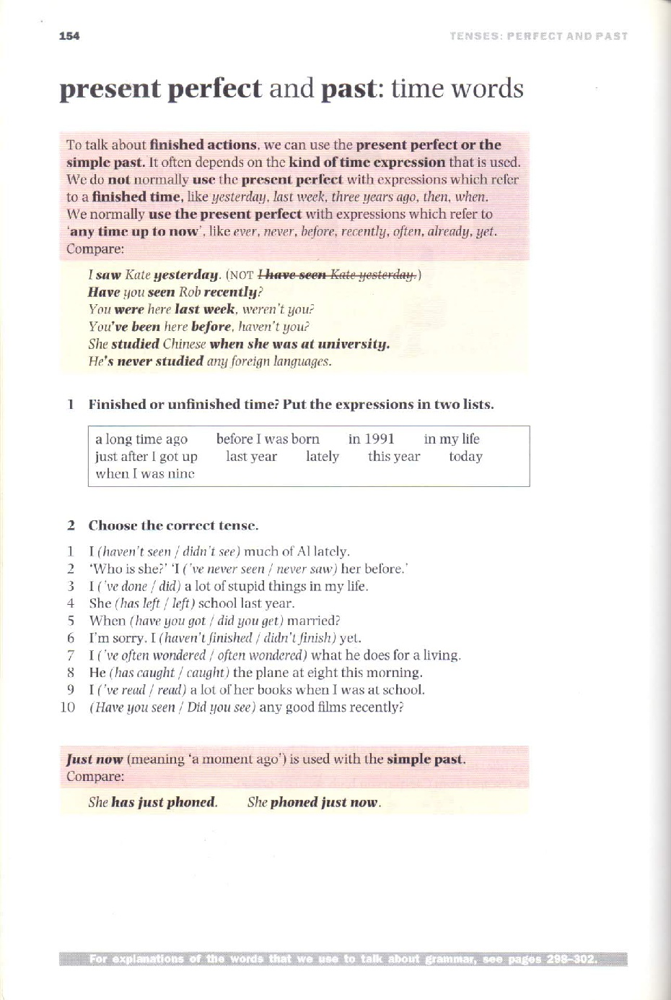 154
TENSES: PERFECT AND PAST
present perfect and past: time words
To talk about finished actions, we can use the present perfect or the
simple past. It often depends on the kind of time expression that is used.
We do not normally use the present perfect with expressions which refer
to a finished time, like yesterday, last week, three years ago, then, when.
We normally use the present perfect with expressions which refer to
'any time up to now', like ever, never, before, recently, often, already, yet.
Compare:
I saw Kate yesterday. (NOT I have seen Kate yesterday.)
Have you seen Rob recently?
You were here last week, weren't you?
You've been here before, haven't you?
She studied Chinese when she was at university.
He's never studied any foreign languages.
1 Finished or unfinished time? Put the expressions in two lists.
a long time ago before I was born in 1991 in my life
just after I got up last year lately this year today
when I was nine
2 Choose the correct tense.
1 I (haven't seen / didn't see) much of Al lately.
2 'Who is she?' 'I ('ve never seen / never saw) her before.'
3 I ('ve done / did) a lot of stupid things in my life.
4 She (has left / left) school last year.
5 When (have you got / did you get) married?
6 I'm sorry. I (haven't finished / didn't finish) yet.
7 I ('ve often wondered / often wondered) what he does for a living.
8 He (has caught / caught) the plane at eight this morning.
9 I ('ve read / read) a lot of her books when I was at school.
10 (Have you seen / Did you see) any good films recently?
Just now (meaning 'a moment ago') is used with the simple past.
Compare:
She has just phoned. She phoned just now.
For explanations of the words that we use to talk about grammar, see pages 298–302.